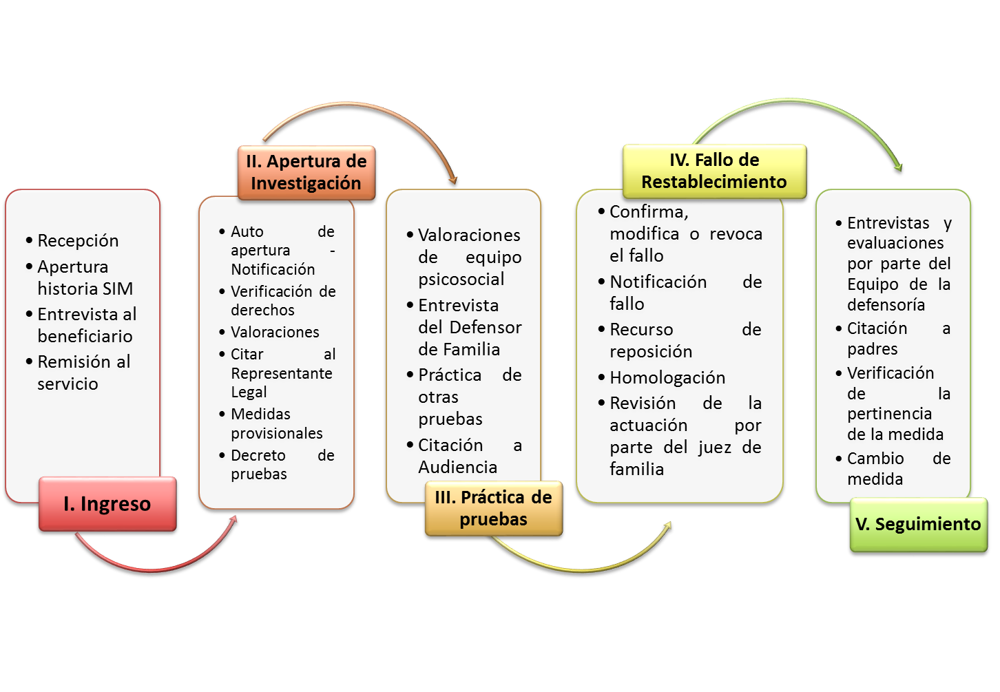 • Recepción
• Apertura
historia SIM
• Entrevista al
beneficiario
• Remisión al
servicio
I. Ingreso
II. Apertura de
Investigación
• Auto de
apertura -
Notificación
• Verificación de
derechos
• Valoraciones
• Citar al
Representante
Legal
• Medidas
provisionales
• Decreto de
pruebas
• Valoraciones
de equipo
psicosocial
• Entrevista
del Defensor
de Familia
• Práctica de
otras
pruebas
• Citación a
Audiencia
III. Práctica de
pruebas
IV. Fallo de
Restablecimiento
• Confirma,
modifica o revoca
el fallo
• Notificación de
fallo
• Recurso de
reposición
• Homologación
• Revisión de la
actuación por
parte del juez de
familia
• Entrevistas y
evaluaciones
por parte del
Equipo de la
defensoría
• Citación a
padres
• Verificación
de la
pertinencia
de la medida
• Cambio de
medida
V. Seguimiento